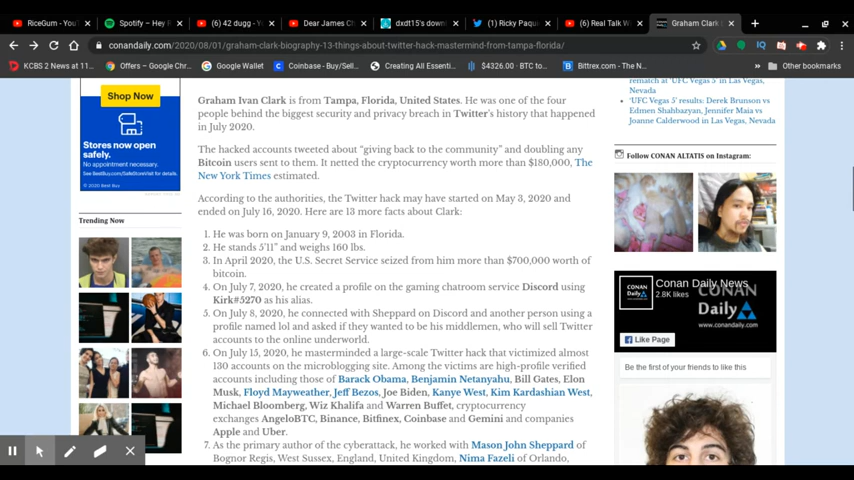 RiceGum - You
Spotify – Hey F
(6) 42 dugg - Yo
Dear James Ch
dxdt15's down
(1) Ricky Paqu
(6) Real Talk W
Graham Clark |
conandaily.com/2020/08/01/graham-clark-biography-13-things-about-twitter-hack-mastermind-from-tampa-florida/
KCBS 2 News at 11...
Offers – Chrome...
Google Wallet
Coinbase - Buy/Sell...
Creating All Essenti...
$4326.00 - BTC to...
Bittrex.com - The N...
Other bookmarks
Shop Now
Stores now open
safely.
No appointment necessary.
© 2020 Best Buy
Trending Now
Graham Ivan Clark is from Tampa, Florida, United States. He was one of the four
people behind the biggest security and privacy breach in Twitter's history that happened
in July 2020.
The hacked accounts tweeted about "giving back to the community" and doubling any
Bitcoin users sent to them. It netted the cryptocurrency worth more than $180,000, The
New York Times estimated.
According to the authorities, the Twitter hack may have started on May 3, 2020 and
ended on July 16, 2020. Here are 13 more facts about Clark:
1. He was born on January 9, 2003 in Florida.
2. He stands 5'11" and weighs 160 lbs.
3. In April 2020, the U.S. Secret Service seized from him more than $700,000 worth of
bitcoin.
4. On July 7, 2020, he created a profile on the gaming chatroom service Discord using
Kirk#5270 as his alias.
5. On July 8, 2020, he connected with Sheppard on Discord and another person using a
profile named lol and asked if they wanted to be his middlemen, who will sell Twitter
accounts to the online underworld.
6. On July 15, 2020, he masterminded a large-scale Twitter hack that victimized almost
130 accounts on the microblogging site. Among the victims are high-profile verified
accounts including those of Barack Obama, Benjamin Netanyahu, Bill Gates, Elon
Musk, Floyd Mayweather, Jeff Bezos, Joe Biden, Kanye West, Kim Kardashian West,
Michael Bloomberg, Wiz Khalifa and Warren Buffet, cryptocurrency
exchanges AngeloBTC, Binance, Bitfinex, Coinbase and Gemini and companies
Apple and Uber.
7. As the primary author of the cyberattack, he worked with Mason John Sheppard of
Bognor Regis, West Sussex, England, United Kingdom, Nima Fazeli of Orlando,
rematch at 'UFC Vegas 5' in Las Vegas,
Nevada
'UFC Vegas 5' results: Derek Brunson vs
Edmen Shahbazyan, Jennifer Maia vs
Joanne Calderwood in Las Vegas, Nevada
Follow CONAN ALTATIS on Instagram:
CONAN
Daily
Conan Daily News
2.8K likes
CONAN
Daily
www.conandaily.com
Like Page
Be the first of your friends to like this